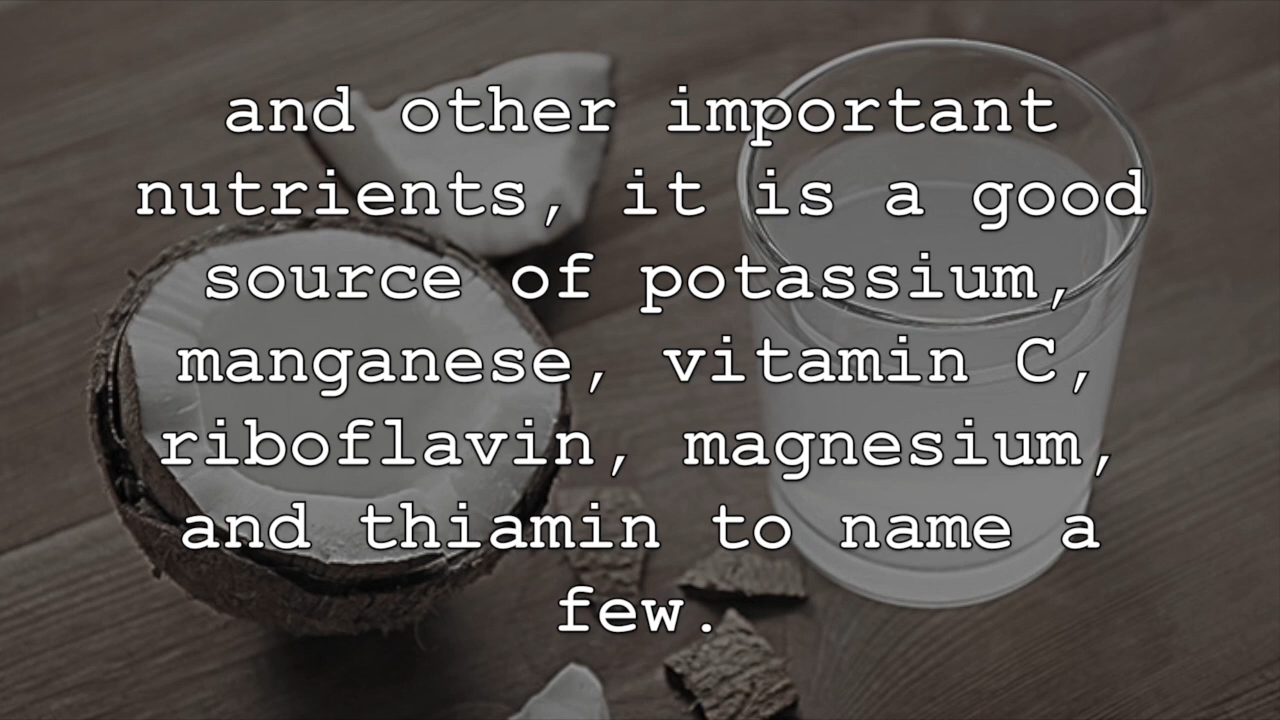 and other important
nutrients, it is a good
source of potassium,
manganese, vitamin C,
riboflavin, magnesium,
and thiamin to name a
few.